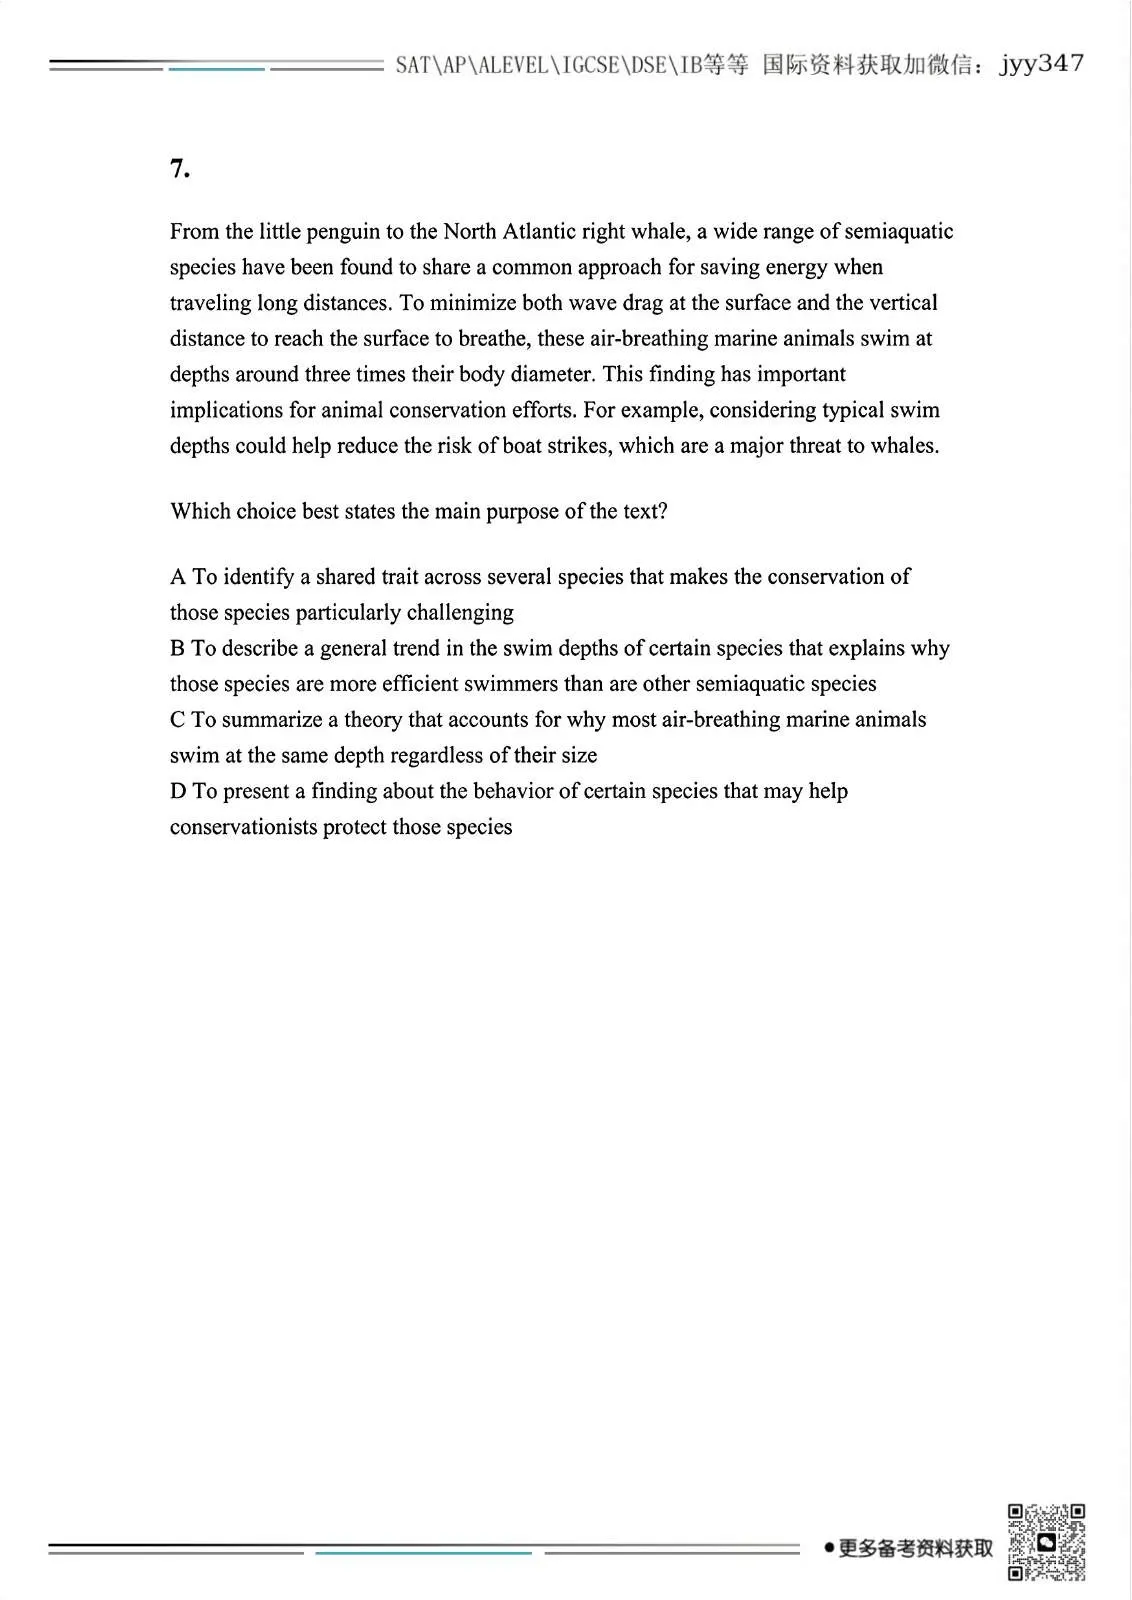 SAT\AP\ALEVEL\IGCSE\DSE\IB等等 国际资料获取加微信：jyy347
7.
From the little penguin to the North Atlantic right whale, a wide range of semiaquatic
species have been found to share a common approach for saving energy when
traveling long distances. To minimize both wave drag at the surface and the vertical
distance to reach the surface to breathe, these air-breathing marine animals swim at
depths around three times their body diameter. This finding has important
implications for animal conservation efforts. For example, considering typical swim
depths could help reduce the risk of boat strikes, which are a major threat to whales.
Which choice best states the main purpose of the text?
A To identify a shared trait across several species that makes the conservation of
those species particularly challenging
B To describe a general trend in the swim depths of certain species that explains why
those species are more efficient swimmers than are other semiaquatic species
C To summarize a theory that accounts for why most air-breathing marine animals
swim at the same depth regardless of their size
D To present a finding about the behavior of certain species that may help
conservationists protect those species
●更多备考资料获取